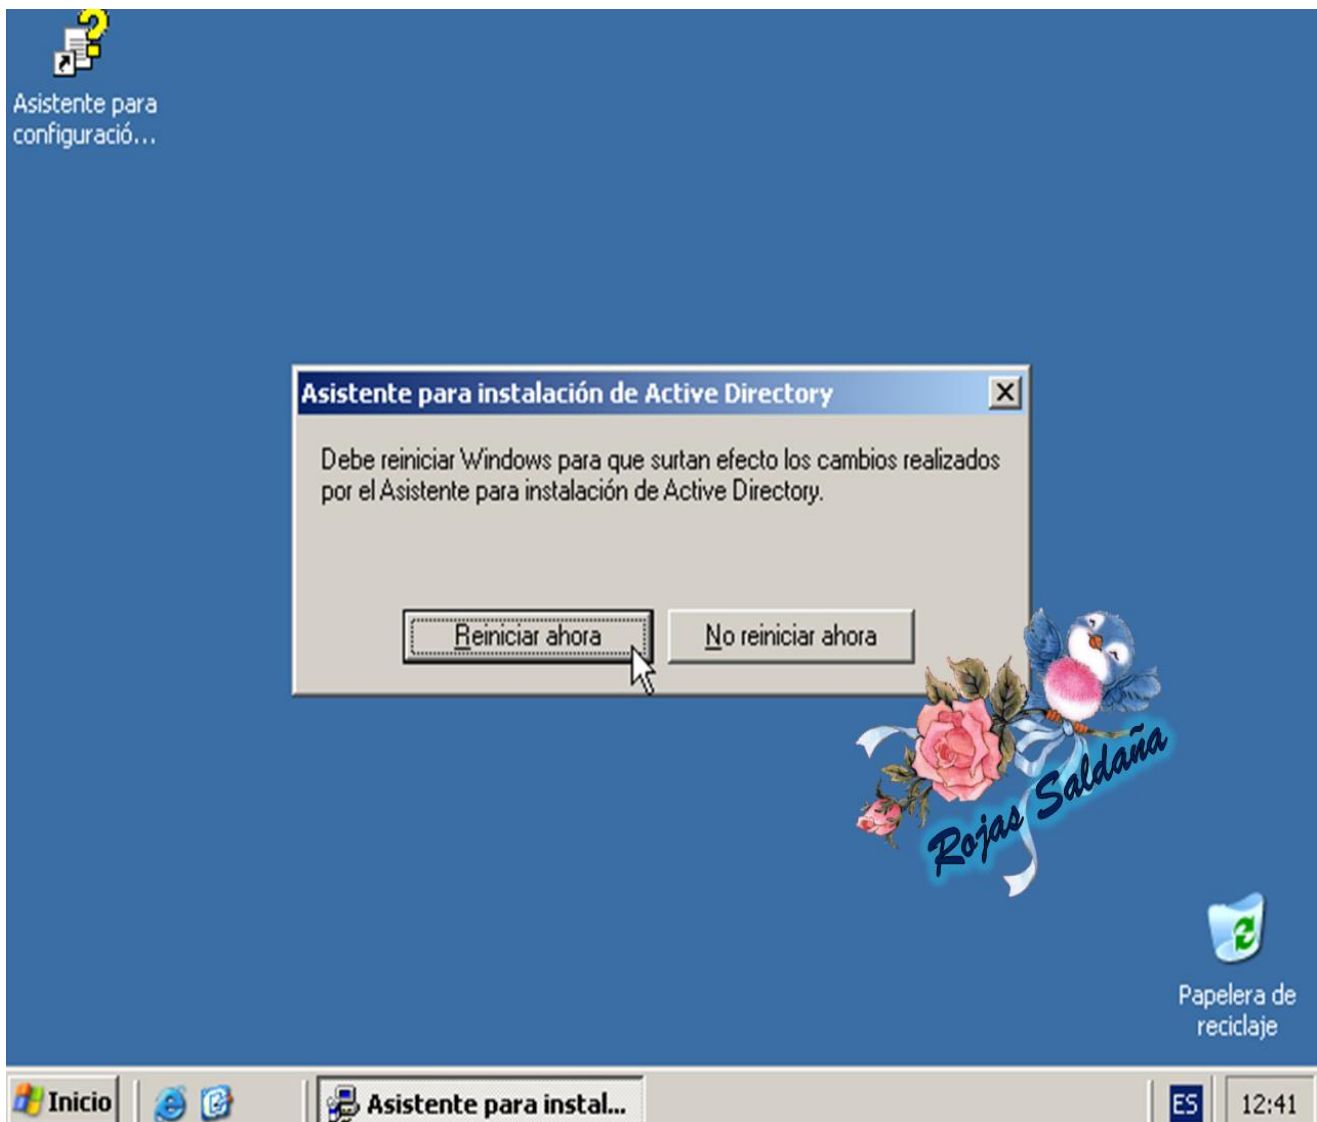 Asistente para
configuració...
Asistente para instalación de Active Directory
Debe reiniciar Windows para que surtan efecto los cambios realizados
por el Asistente para instalación de Active Directory.
Reiniciar ahora
No reiniciar ahora
Rojas Saldaña
Papelera de
reciclaje
Inicio
Asistente para instal...
ES
12:41